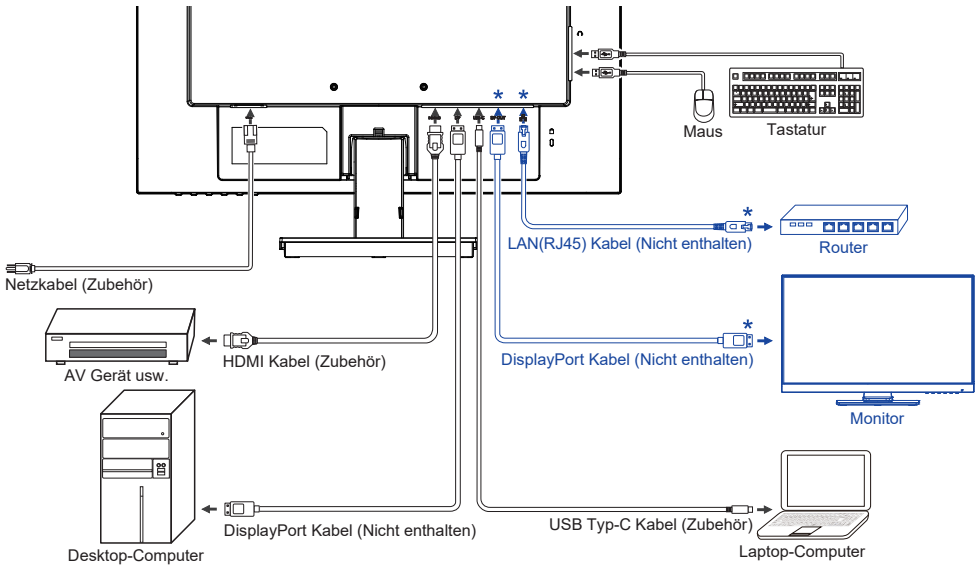 *
*
Maus
Tastatur
*
LAN(RJ45) Kabel (Nicht enthalten)
Router
Netzkabel (Zubehör)
*
HDMI Kabel (Zubehör)
DisplayPort Kabel (Nicht enthalten)
AV Gerät usw.
Monitor
DisplayPort Kabel (Nicht enthalten)
USB Typ-C Kabel (Zubehör)
Desktop-Computer
Laptop-Computer